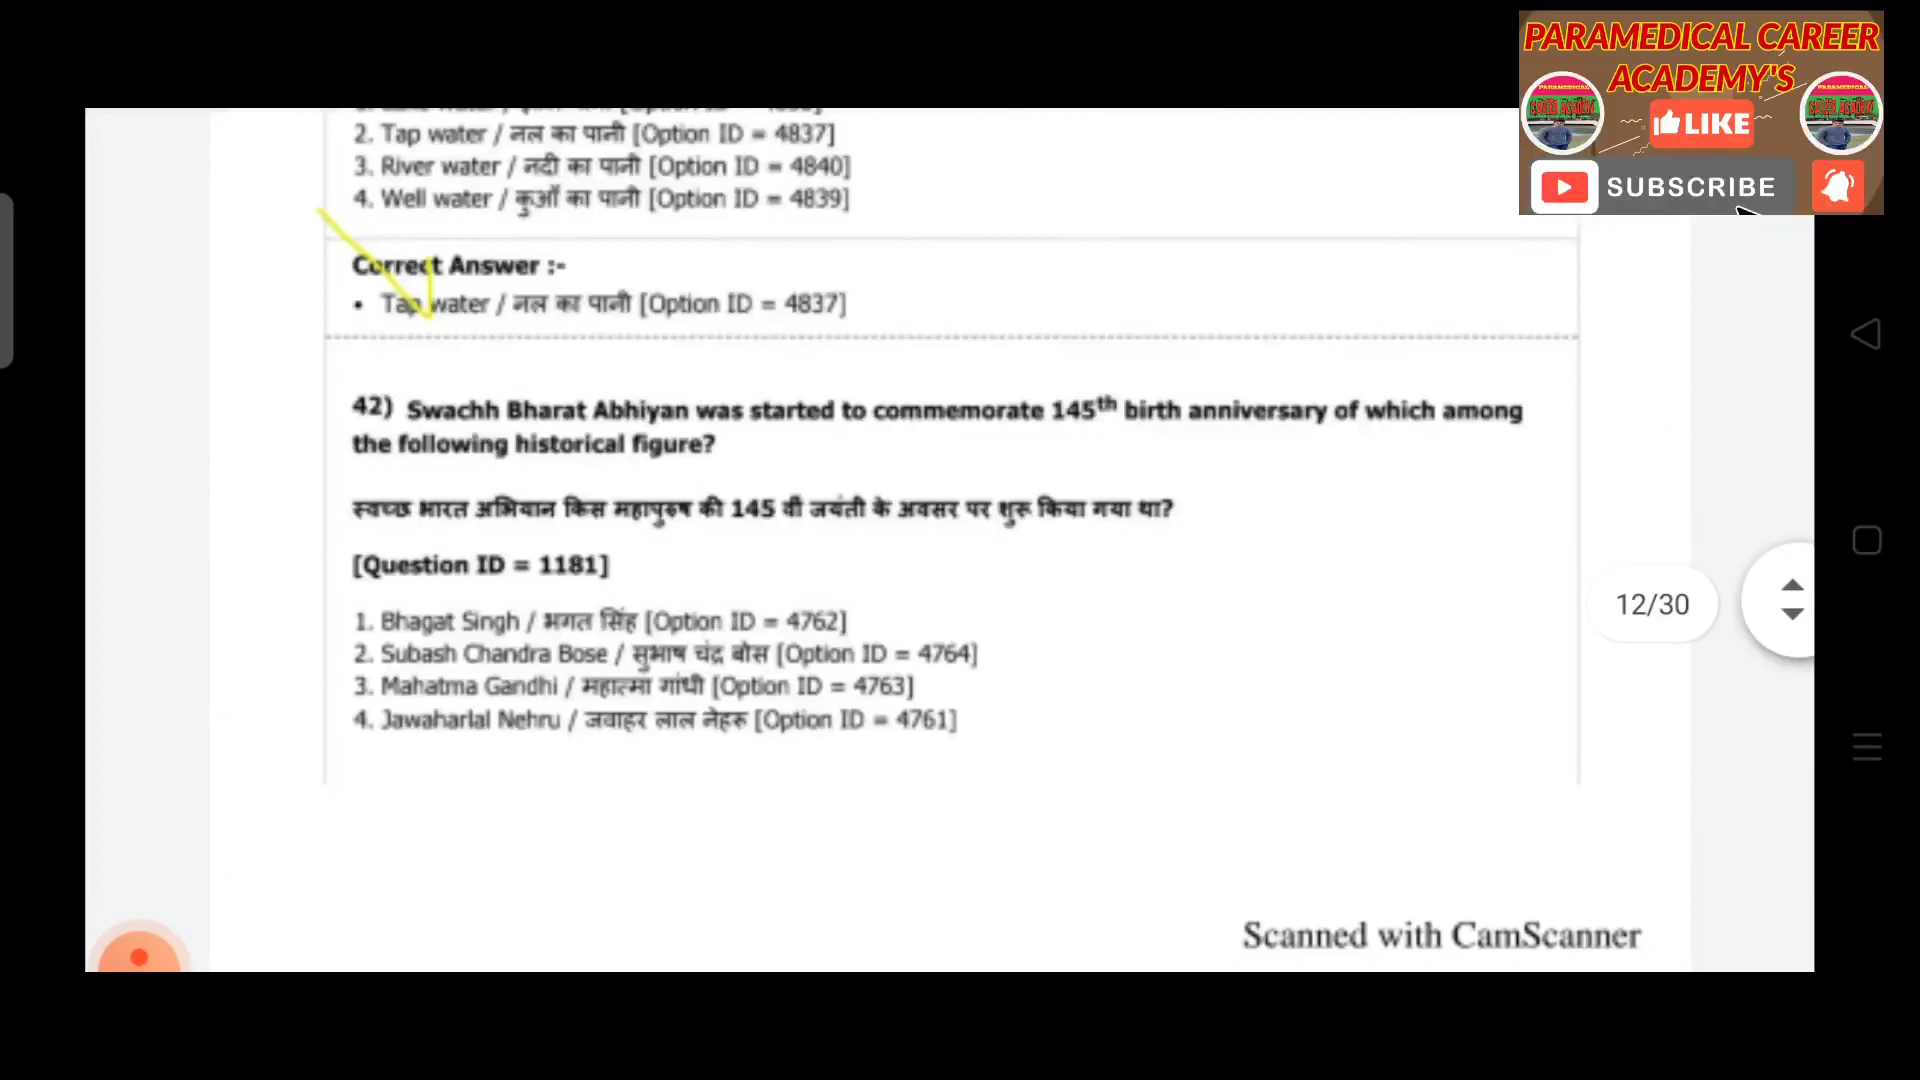 PARAMEDICAL CAREER
ACADEMY'S
LIKE
SUBSCRIBE
2. Tap water / नल का पानी [Option ID = 4837]
3. River water / नदी का पानी [Option ID = 4840]
4. Well water / कुआँ का पानी [Option ID = 4839]
Correct Answer :-
• Tap water / नल का पानी [Option ID = 4837]
42) Swachh Bharat Abhiyan was started to commemorate 145th birth anniversary of which among
the following historical figure?
स्वच्छ भारत अभियान किस महापुरुष की 145 वी जयंती के अवसर पर शुरू किया गया था?
[Question ID = 1181]
1. Bhagat Singh / भगत सिंह [Option ID = 4762]
2. Subash Chandra Bose / सुभाष चंद्र बोस [Option ID = 4764]
3. Mahatma Gandhi / महात्मा गांधी [Option ID = 4763]
4. Jawaharlal Nehru / जवाहर लाल नेहरू [Option ID = 4761]
12/30
Scanned with CamScanner